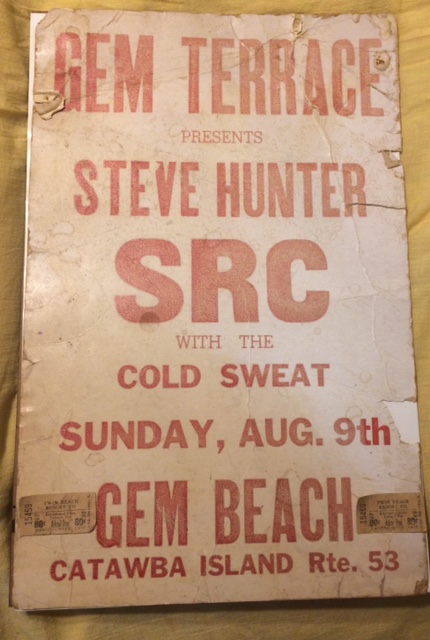 GEM TERRACE
PRESENTS
STEVE HUNTER
SRC
WITH THE
COLD SWEAT
SUNDAY, AUG. 9th
GEM BEACH
CATAWBA ISLAND Rte. 53